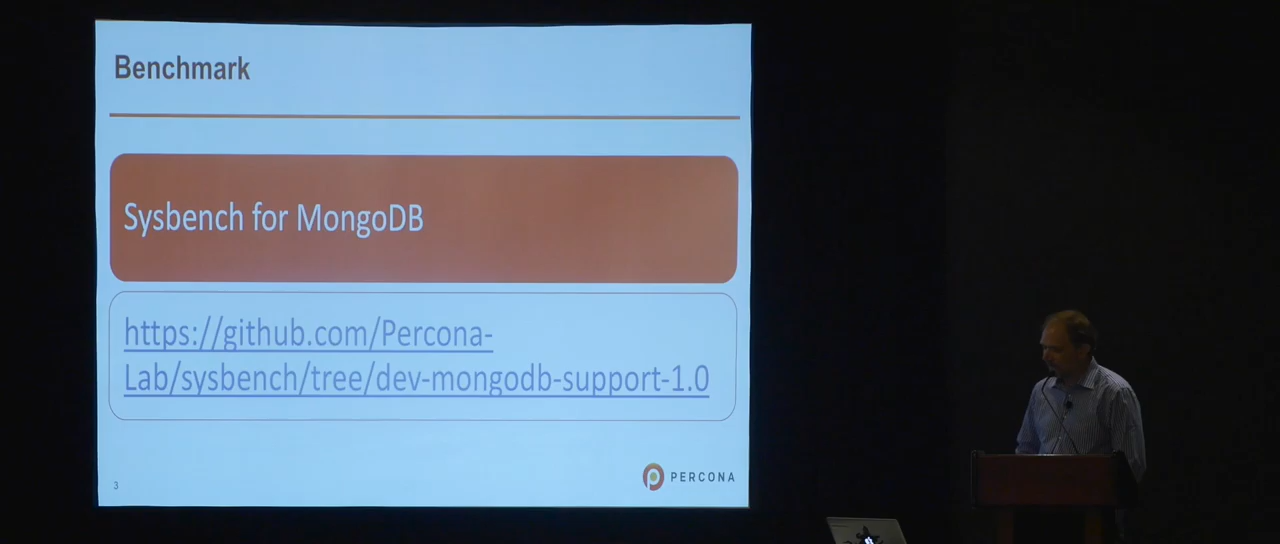 Benchmark
Sysbench for MongoDB
https://github.com/Percona-
Lab/sysbench/tree/dev-mongodb-support-1.0
3
PERCONA